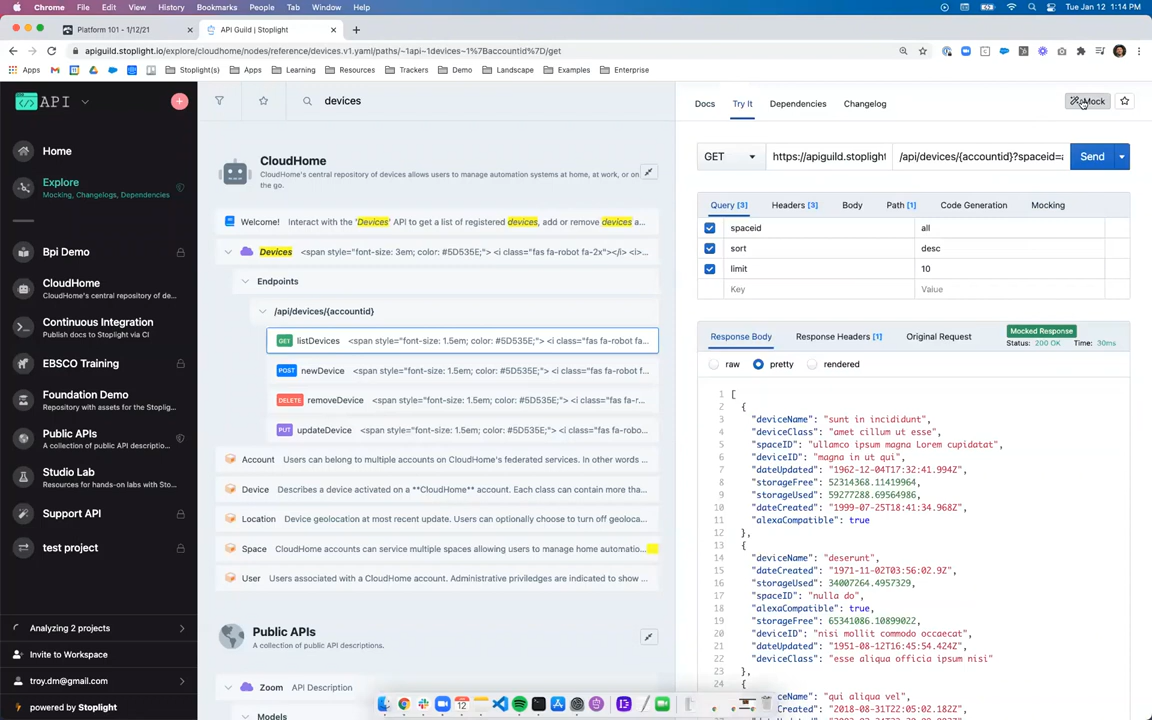 Chrome File Edit View History Bookmarks People Tab Window Help Tue Jan 12 1:14 PM
Platform 101 - 1/12/21 API Guild | Stoplight
apiguild.stoplight.io/explore/cloudhome/nodes/reference/devices.v1.yaml/paths/~1api~1devices~1%7Baccountid%7D/get
Apps Stoplight(s) Apps Learning Resources Trackers Demo Landscape Examples Enterprise
API
Home
Explore
Mocking, Changelogs, Dependencies
Bpi Demo
CloudHome
CloudHome's central repository of de...
Continuous Integration
Publish docs to Stoplight via CI
EBSCO Training
Foundation Demo
Repository with assets for the Stoplig...
Public APIs
A collection of public API descriptio...
Studio Lab
Resources for hands-on labs with Sto...
Support API
test project
Analyzing 2 projects
Invite to Workspace
troy.dm@gmail.com
powered by Stoplight
devices
CloudHome
CloudHome's central repository of devices allows users to manage automation systems at home, at work, or on
the go.
Welcome! Interact with the 'Devices' API to get a list of registered devices, add or remove devices a...
Devices <span style="font-size: 3em; color: #5D535E;"> <i class="fas fa-robot fa-2x"></i> <i>...
Endpoints
/api/devices/{accountid}
GET listDevices <span style="font-size: 1.5em; color: #5D535E;"> <i class="fas fa-robot fa...
POST newDevice <span style="font-size: 1.5em; color: #5D535E;"> <i class="fas fa-robot f...
DELETE removeDevice <span style="font-size: 1.5em; color: #5D535E;"> <i class="fas fa-r...
PUT updateDevice <span style="font-size: 1.5em; color: #5D535E;"> <i class="fas fa-robo...
Account Users can belong to multiple accounts on CloudHome's federated services. In other words ...
Device Describes a device activated on a **CloudHome** account. Each class can contain more tha...
Location Device geolocation at most recent update. Users can optionally choose to turn off geoloca...
Space CloudHome accounts can service multiple spaces allowing users to manage home automatio...
User Users associated with a CloudHome account. Administrative priviledges are indicated to show ...
Public APIs
A collection of public API descriptions.
Zoom API Description
Models
Docs Try It Dependencies Changelog Mock
GET https://apiguild.stoplight /api/devices/{accountid}?spaceid=a Send
Query [3] Headers [3] Body Path [1] Code Generation Mocking
spaceid all
sort desc
limit 10
Key Value
Response Body Response Headers [1] Original Request Mocked Response
Status: 200 OK Time: 30ms
raw pretty rendered
1 [
2 {
3 "deviceName": "sunt in incididunt",
4 "deviceClass": "amet cillum ut esse",
5 "spaceID": "ullamco ipsum magna Lorem cupidatat",
6 "deviceID": "magna in ut qui",
7 "dateUpdated": "1962-12-04T17:32:41.994Z",
8 "storageFree": 52314368.11419964,
9 "storageUsed": 59277288.69564986,
10 "dateCreated": "1999-07-25T18:41:34.968Z",
11 "alexaCompatible": true
12 },
13 {
14 "deviceName": "deserunt",
15 "dateCreated": "1971-11-02T03:56:02.9Z",
16 "storageUsed": 34007264.4957329,
17 "spaceID": "nulla do",
18 "alexaCompatible": true,
19 "storageFree": 65341086.10899022,
20 "deviceID": "nisi mollit commodo occaecat",
21 "dateUpdated": "1951-08-12T16:45:54.424Z",
22 "deviceClass": "esse aliqua officia ipsum nisi"
23 },
24 {
"deviceName": "qui aliqua vel",
"dateCreated": "2018-08-31T22:05:02.18Z",